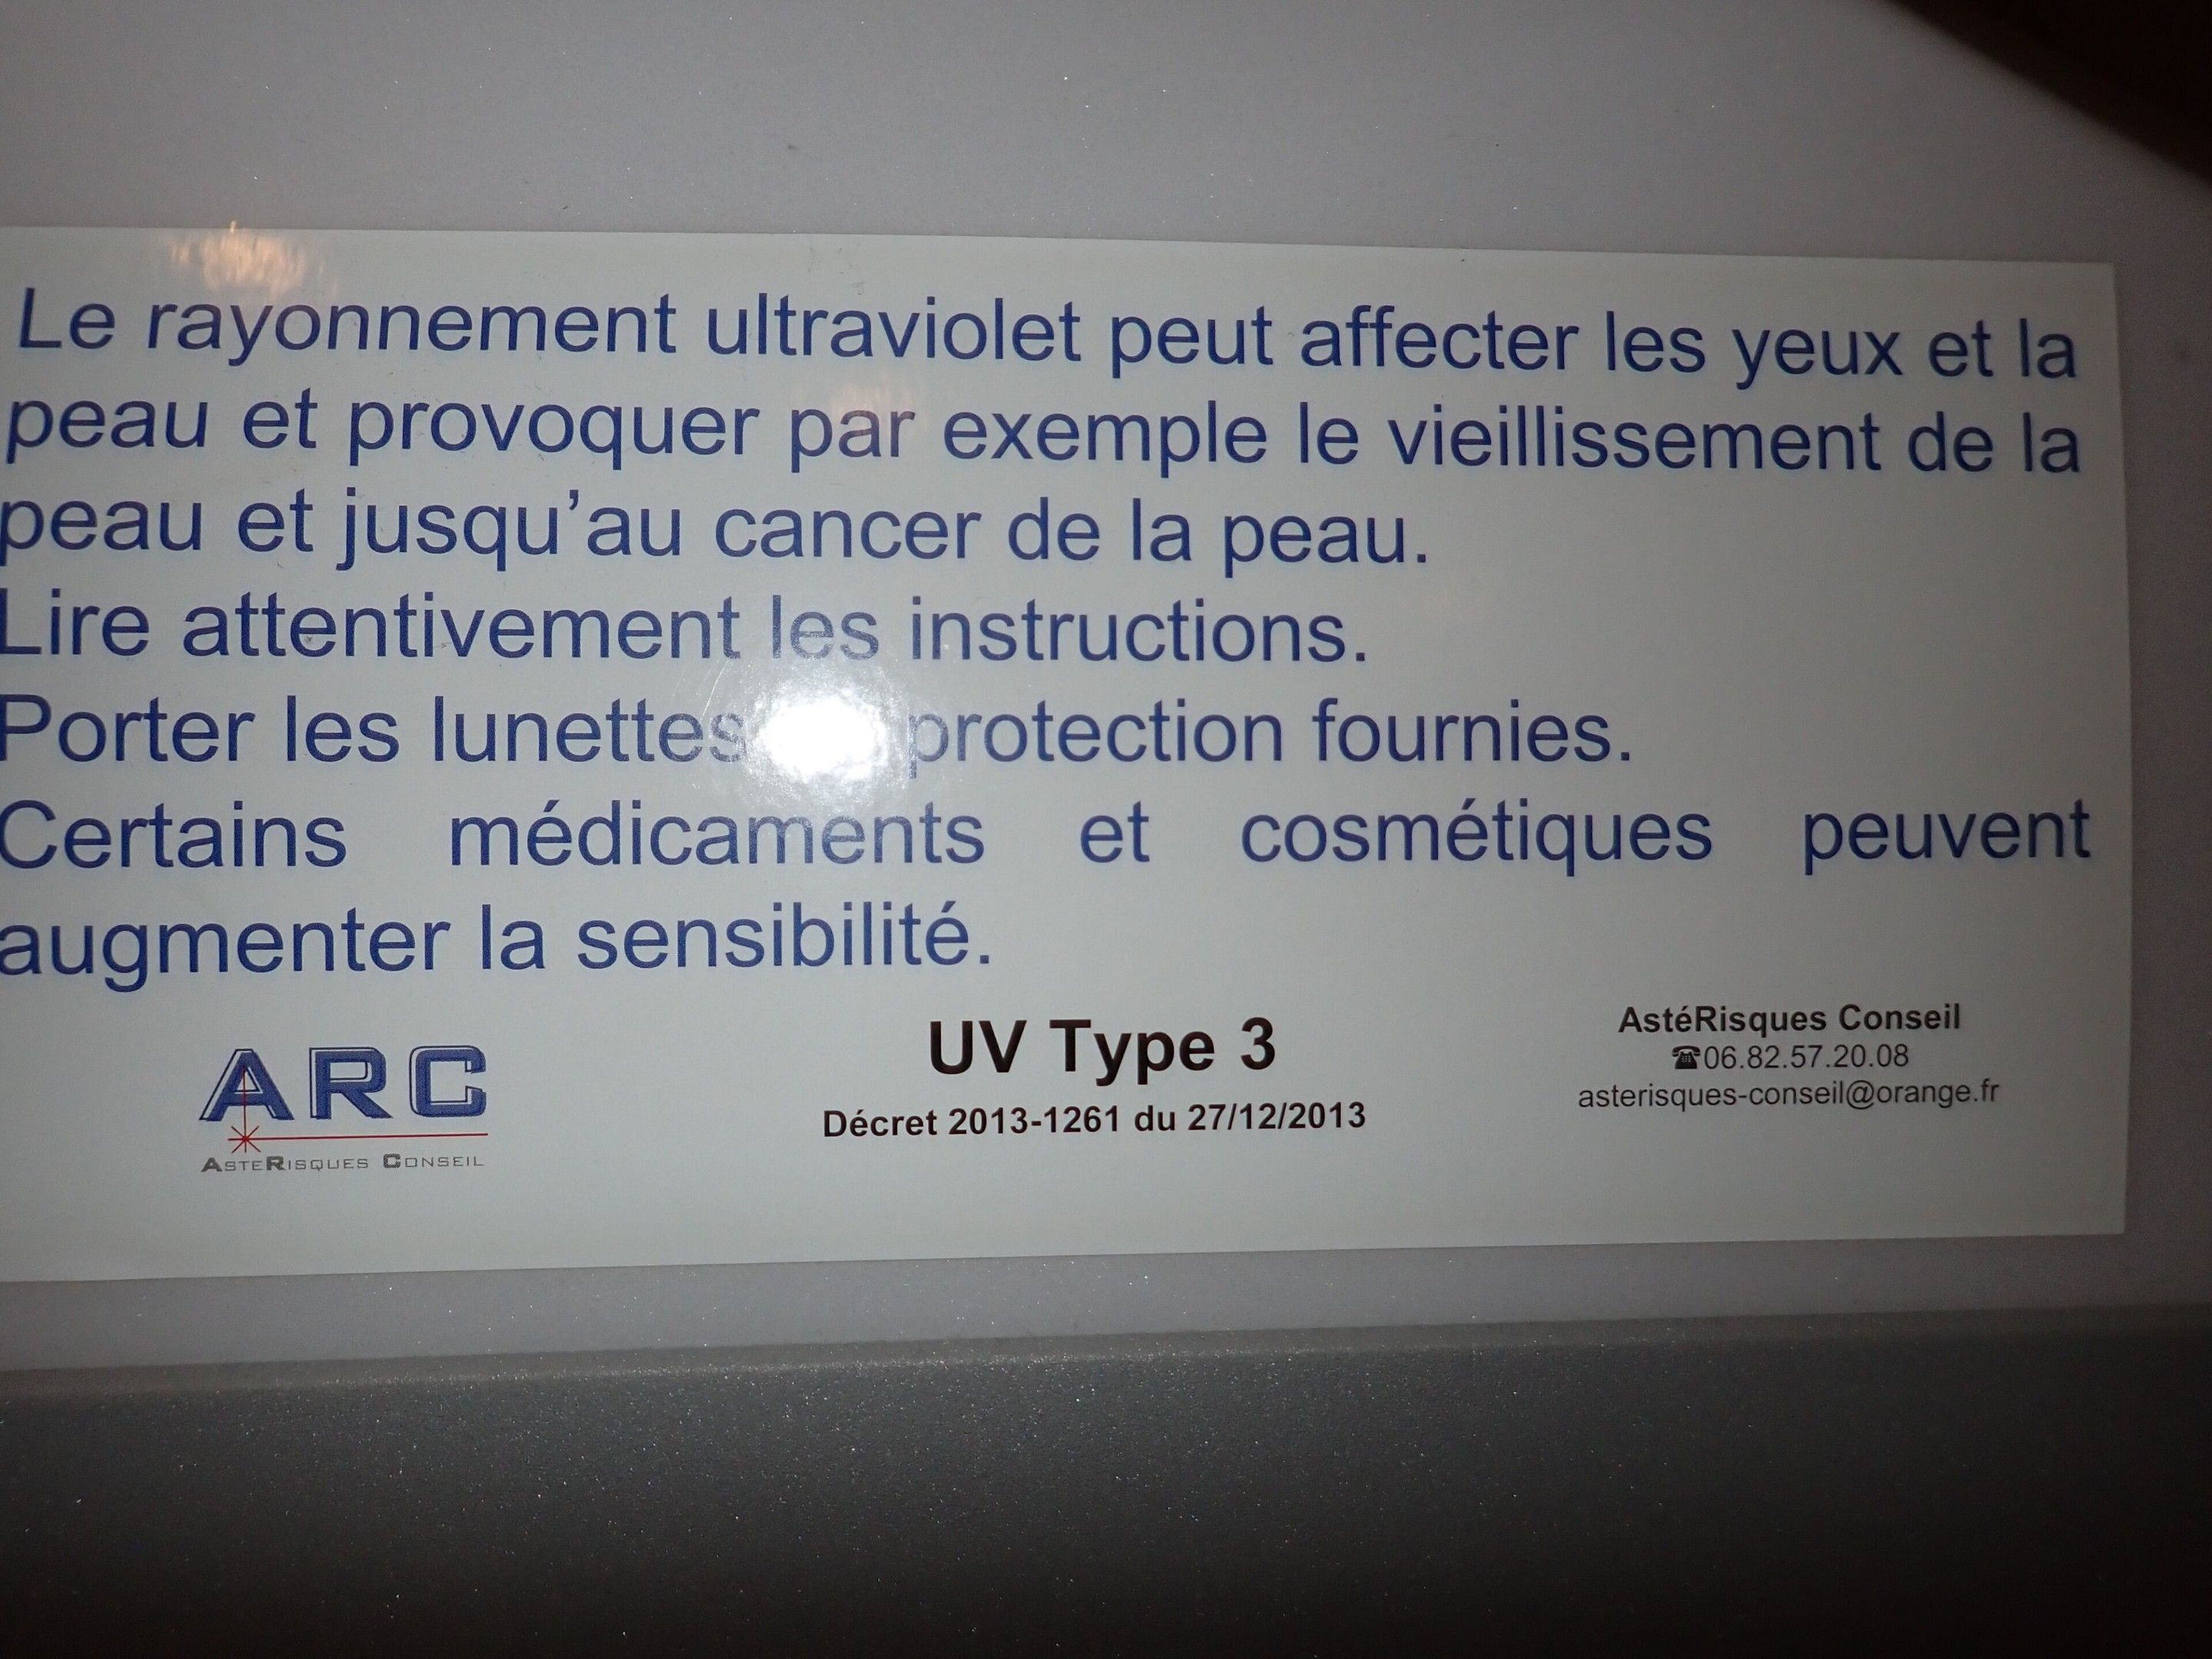 Le rayonnement ultraviolet peut affecter les yeux et la
peau et provoquer par exemple le vieillissement de la
peau et jusqu'au cancer de la peau.
Lire attentivement les instructions.
Porter les lunettes protection fournies.
Certains médicaments et cosmétiques peuvent
augmenter la sensibilité.
ARC
ASTERISQUES CONSEIL
UV Type 3
Décret 2013-1261 du 27/12/2013
AstéRisques Conseil
☎06.82.57.20.08
asterisques-conseil@orange.fr